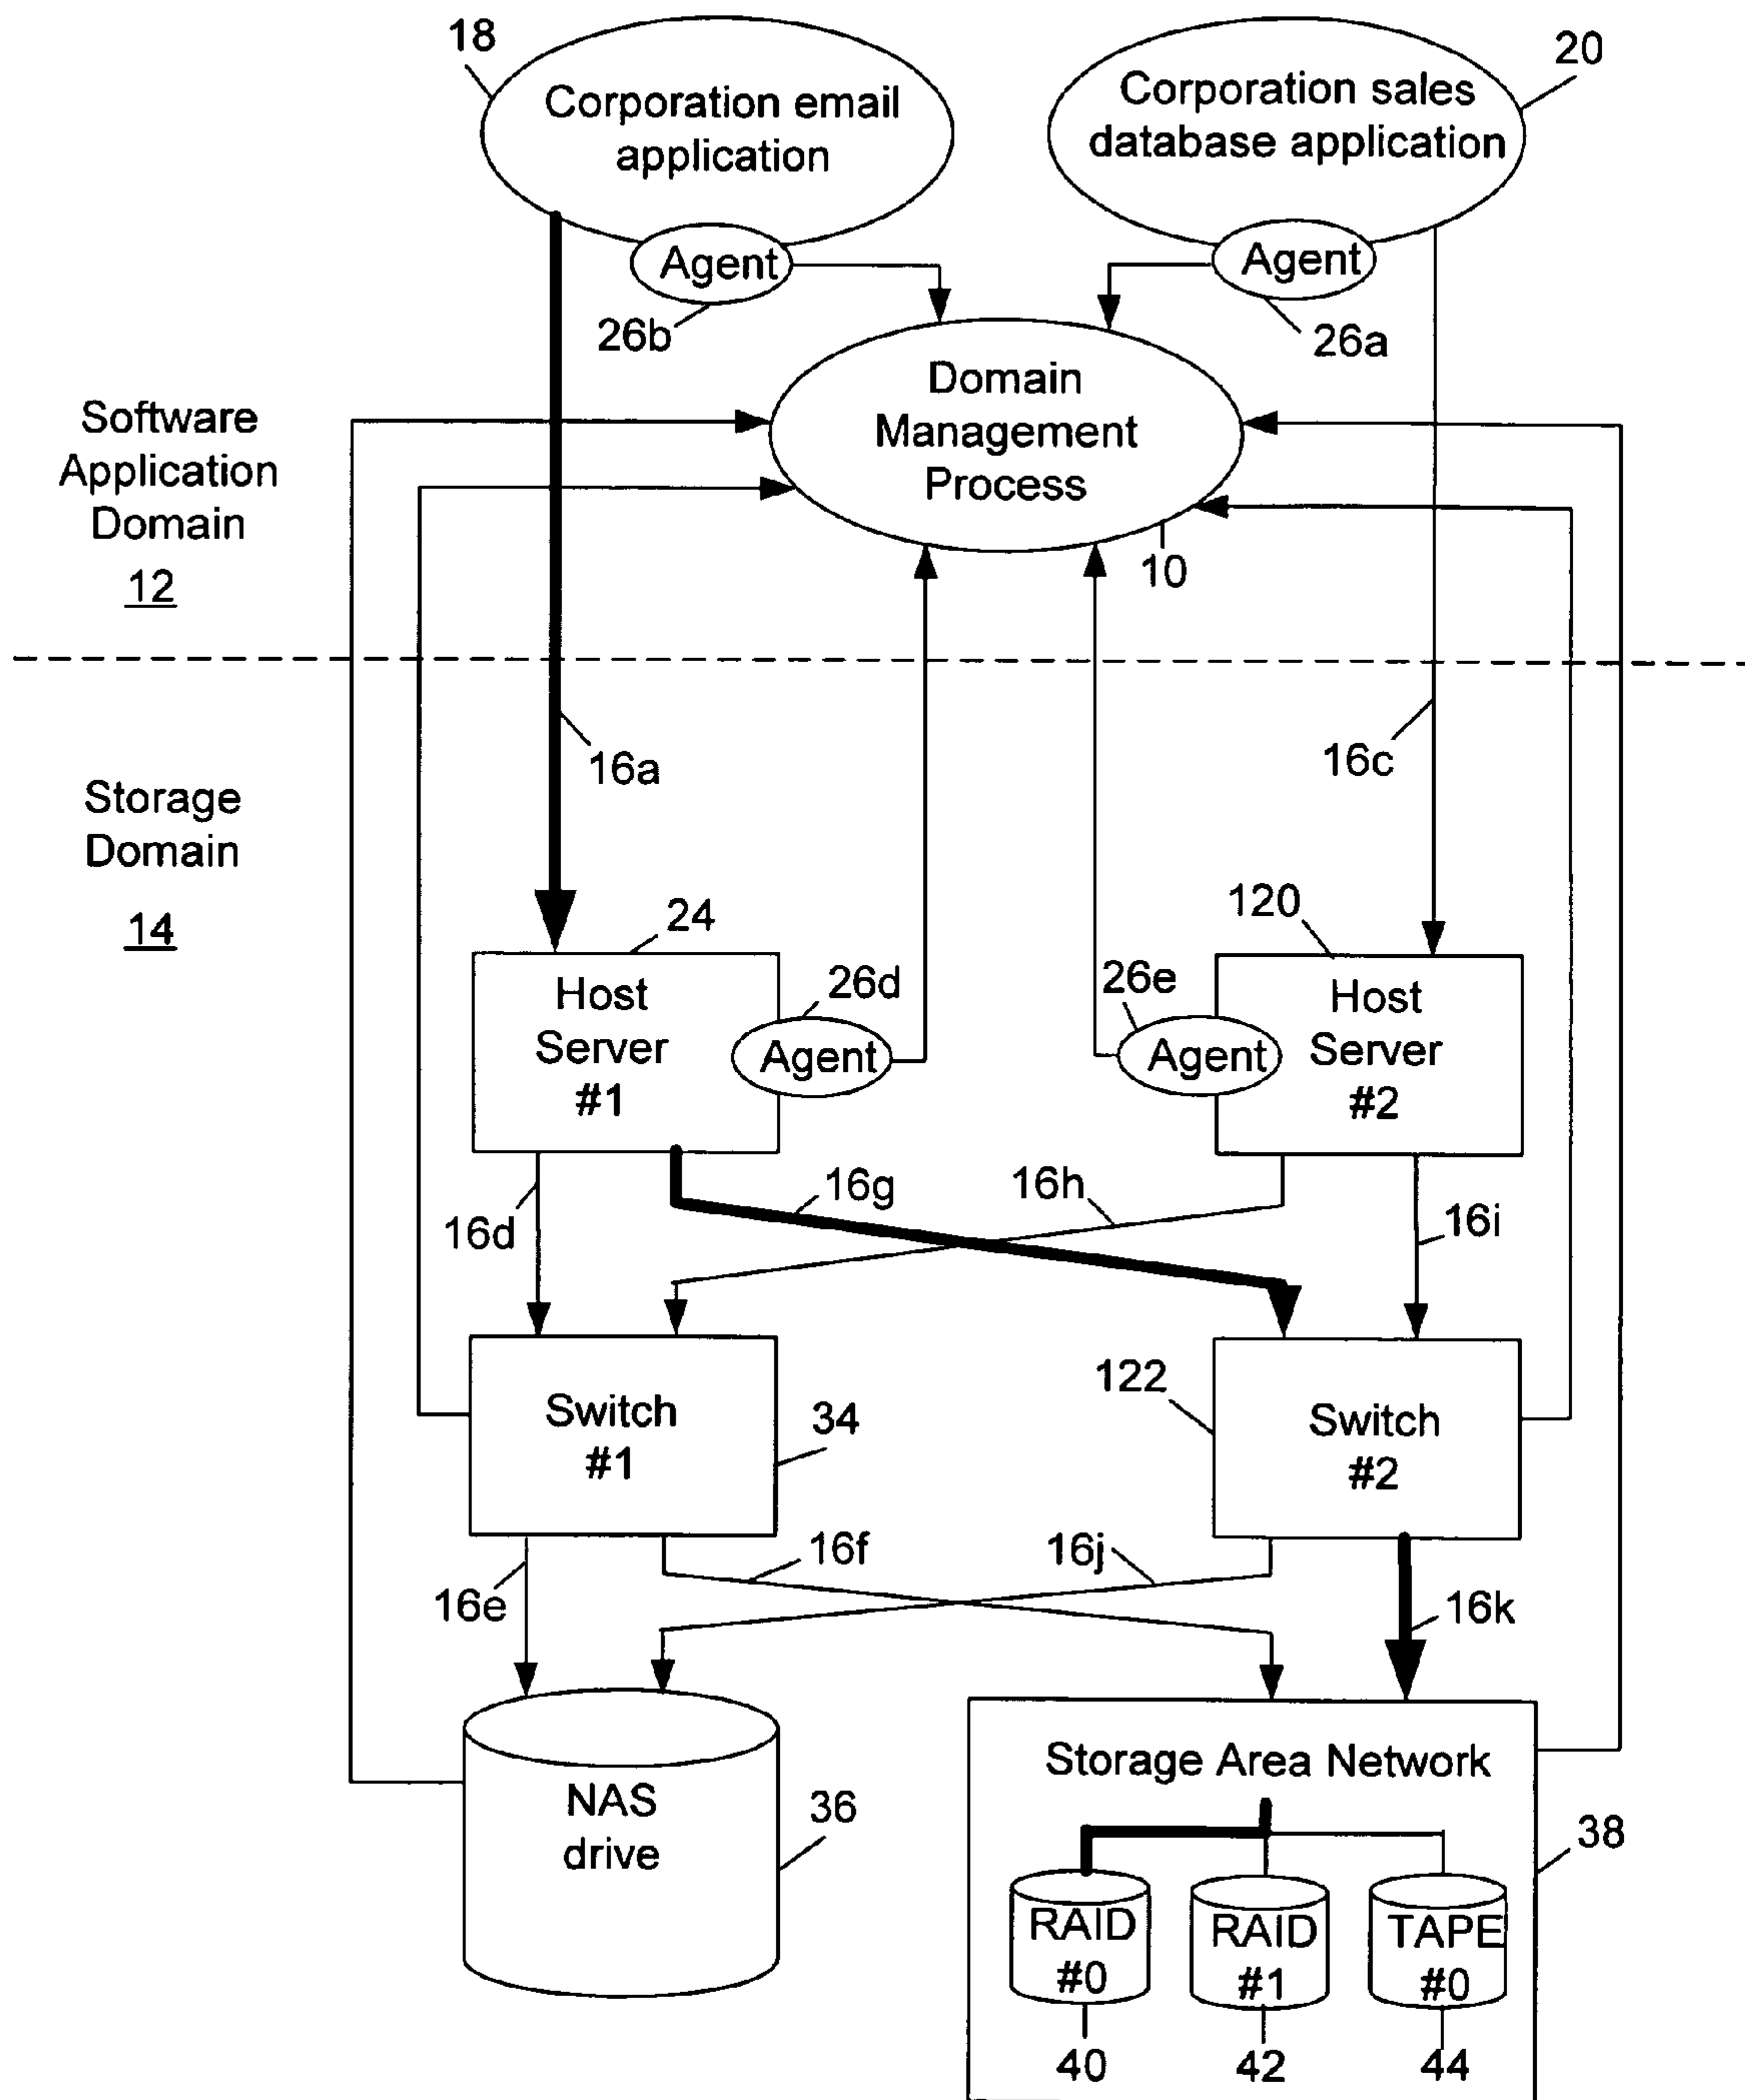 18
20
Corporation email
application
Corporation sales
database application
Agent
Agent
26b
26a
Domain
Management
Process
10
Software
Application
Domain
12
16a
16c
Storage
Domain
14
24
120
Host
Server
#1
26d
Agent
26e
Agent
Host
Server
#2
16d
16g
16h
16i
Switch
#1
34
122
Switch
#2
16e
16f
16j
16k
NAS
drive
36
Storage Area Network
38
RAID
#0
RAID
#1
TAPE
#0
40
42
44